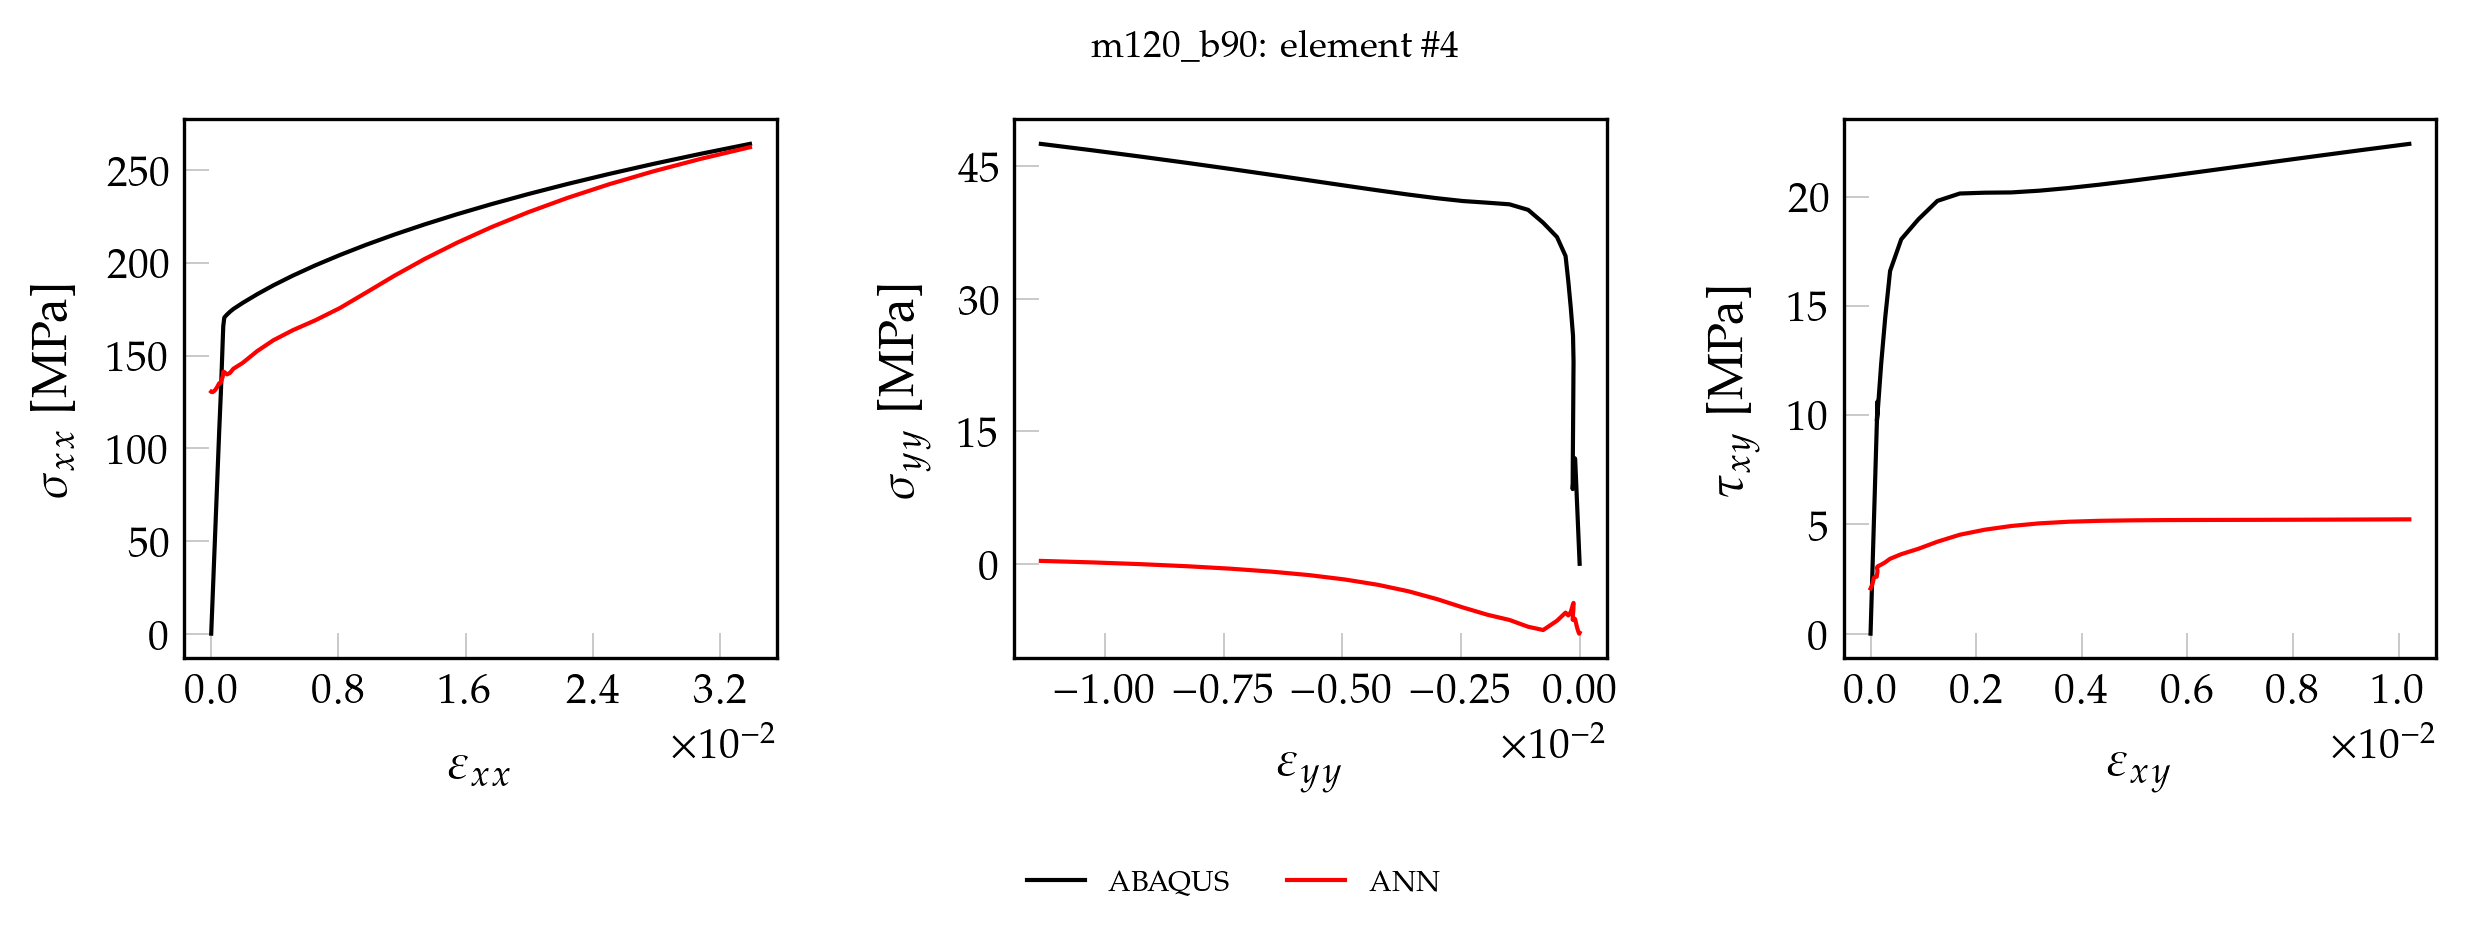 m120_b90: element #4
σxx [MPa]
250
200
150
100
50
0
0.0 0.8 1.6 2.4 3.2
×10−2
εxx
σyy [MPa]
45
30
15
0
−1.00 −0.75 −0.50 −0.25 0.00
×10−2
εyy
τxy [MPa]
20
15
10
5
0
0.0 0.2 0.4 0.6 0.8 1.0
×10−2
εxy
ABAQUS ANN